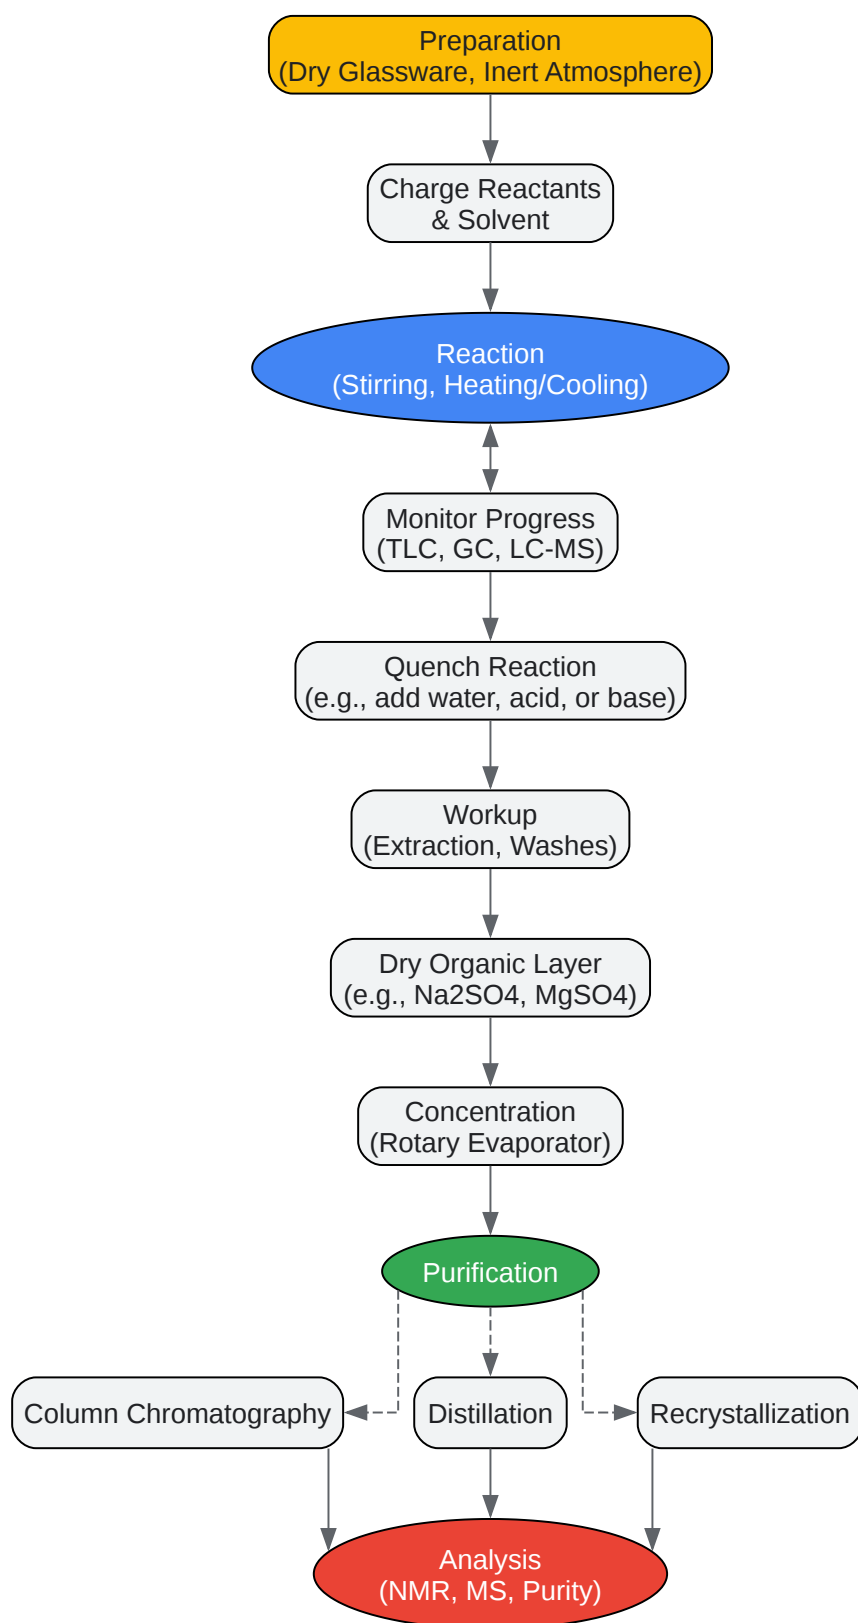 Preparation
(Dry Glassware, Inert Atmosphere)
Charge Reactants
& Solvent
Reaction
(Stirring, Heating/Cooling)
Monitor Progress
(TLC, GC, LC-MS)
Quench Reaction
(e.g., add water, acid, or base)
Workup
(Extraction, Washes)
Dry Organic Layer
(e.g., Na2SO4, MgSO4)
Concentration
(Rotary Evaporator)
Purification
Column Chromatography
Distillation
Recrystallization
Analysis
(NMR, MS, Purity)